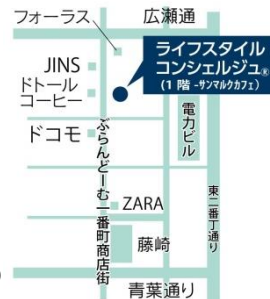 フォーラス
広瀬通
ライフスタイル
コンシェルジュ®
(1 階 -サンマルクカフェ)
JINS
ドトール
コーヒー
ドコモ
ぶらんどーむ一番町商店街
電力ビル
東二番丁通り
ZARA
藤崎
青葉通り